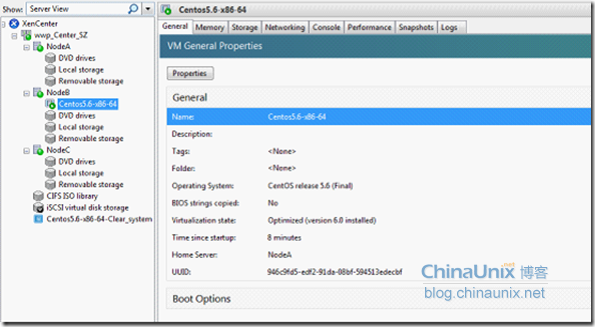 Show: Server View
XenCenter
wwp_Center_SZ
NodeA
DVD drives
Local storage
Removable storage
NodeB
Centos5.6-x86-64
DVD drives
Local storage
Removable storage
NodeC
DVD drives
Local storage
Removable storage
CIFS ISO library
iSCSI virtual disk storage
Centos5.6-x86-64-Clear_system
Centos5.6-x86-64
General Memory Storage Networking Console Performance Snapshots Logs
VM General Properties
Properties
General
Name: Centos5.6-x86-64
Description:
Tags: <None>
Folder: <None>
Operating System: CentOS release 5.6 (Final)
BIOS strings copied: No
Virtualization state: Optimized (version 6.0 installed)
Time since startup: 8 minutes
Home Server: NodeA
UUID: 946c9fd5-edf2-91da-08bf-594513edecbf
Boot Options
ChinaUnix.net 博客
blog.chinaunix.net